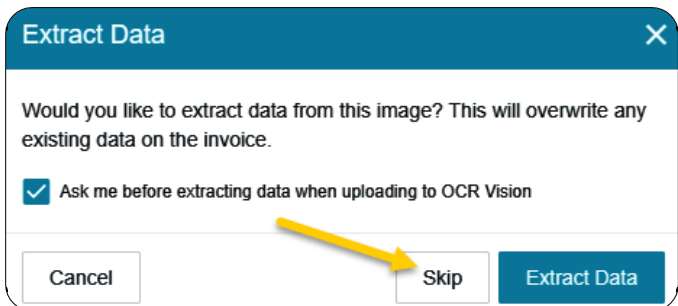 Extract Data
Would you like to extract data from this image? This will overwrite any
existing data on the invoice.
Ask me before extracting data when uploading to OCR Vision
Cancel
Skip
Extract Data